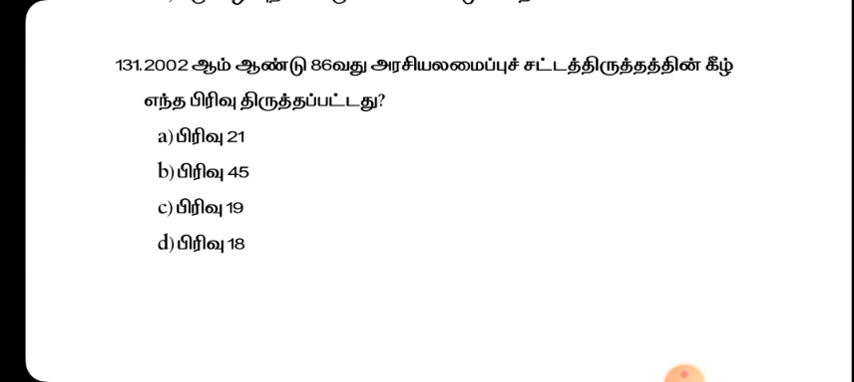 131.2002 ஆம் ஆண்டு 86வது அரசியலமைப்புச் சட்டத்திருத்தத்தின் கீழ்
எந்த பிரிவு திருத்தப்பட்டது?
a) பிரிவு 21
b) பிரிவு 45
c) பிரிவு 19
d) பிரிவு 18